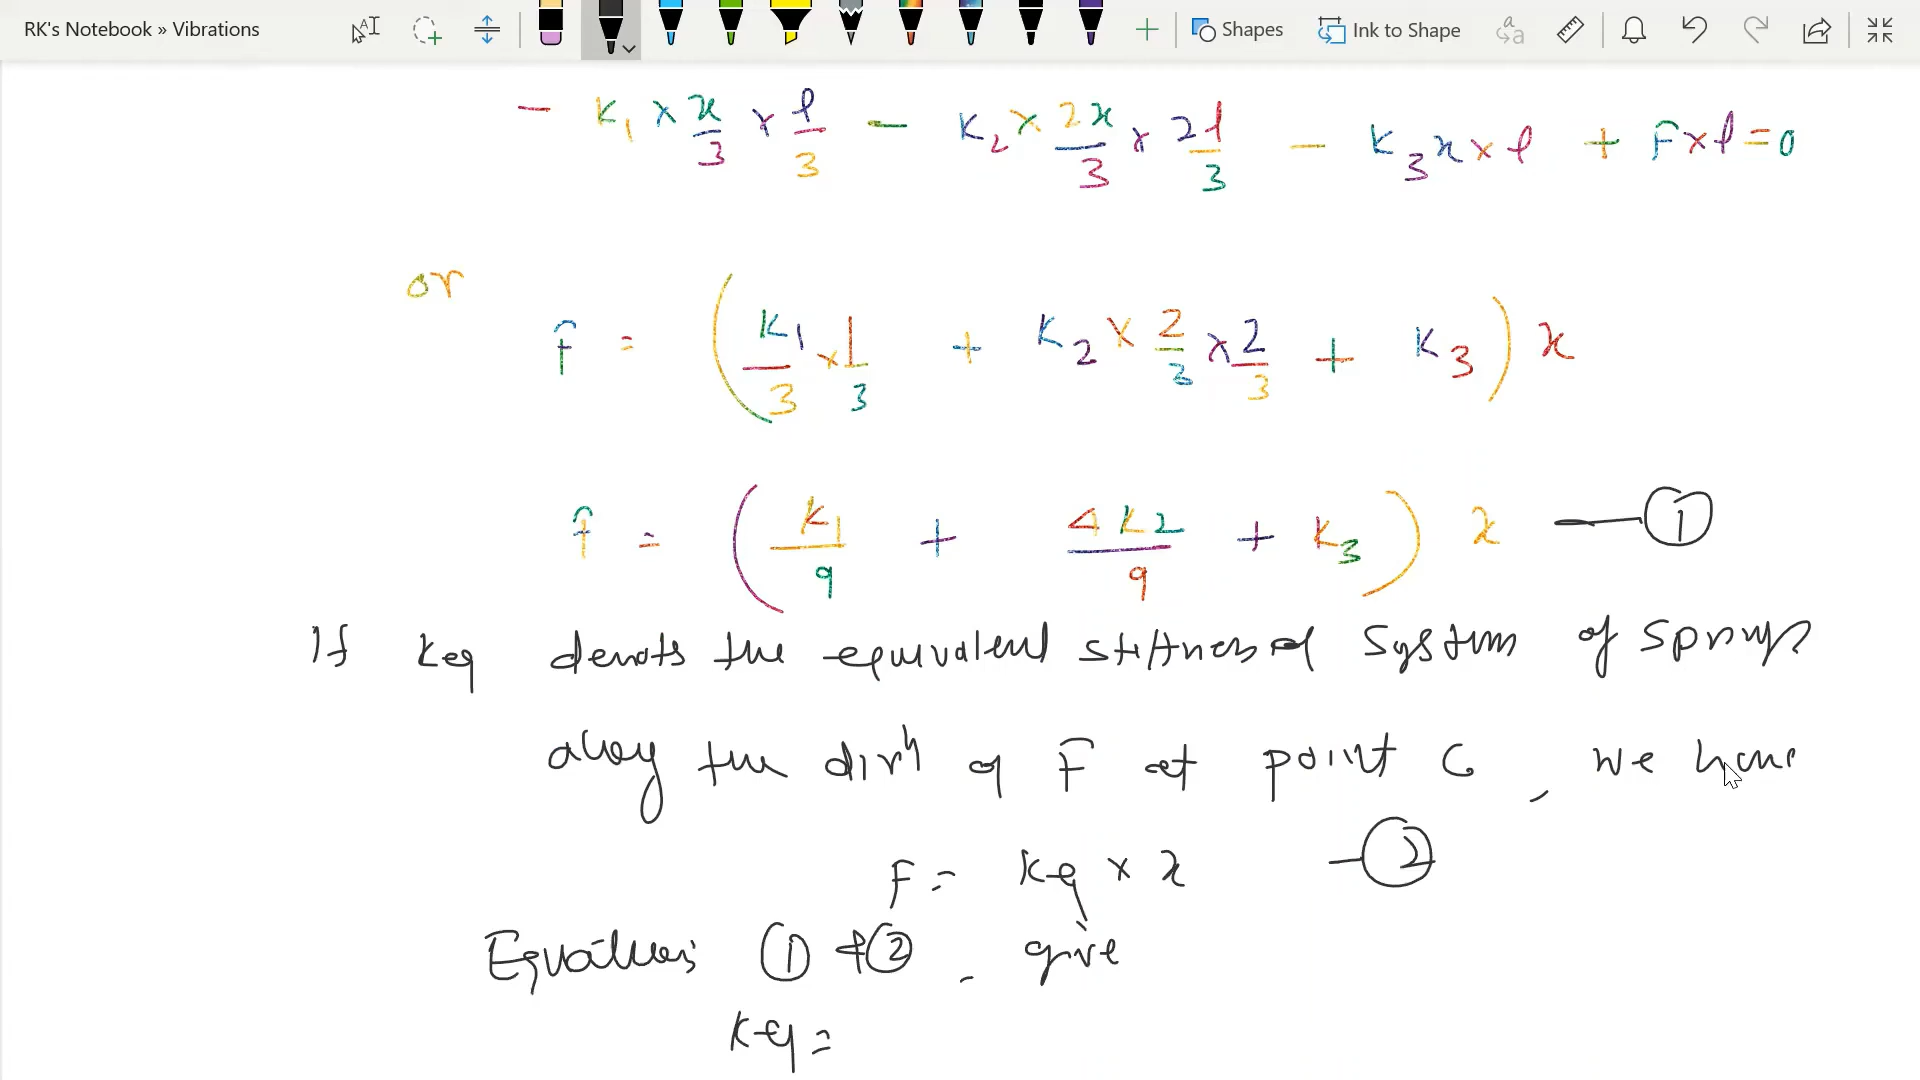 RK's Notebook » Vibrations
Shapes
Ink to Shape
- K₁ × x/3 × l/3 - K₂ × 2x/3 × 2l/3 - K₃x × l + F × l = 0
or
f = (K₁/3 × 1/3 + K₂ × 2/3 × 2/3 + K₃) x
f = (K₁/9 + 4K₂/9 + K₃) x —①
If keq denots the equivalent stiffness of System of springs
along the dirⁿ of F at point C, we have
F = keq × x —②
Equations ① & ②, give
keq =